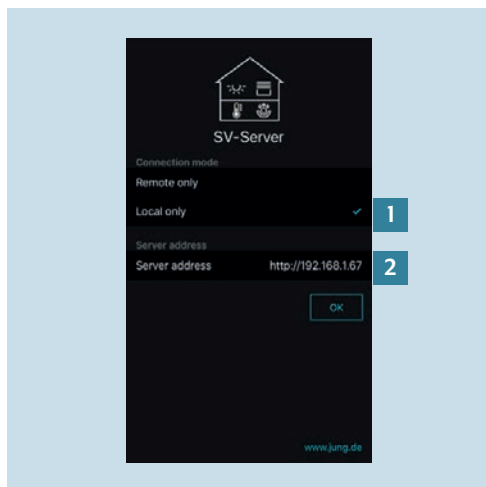 SV-Server
Connection mode
Remote only
Local only 1
Server address
Server address http://192.168.1.67 2
OK
www.jung.de